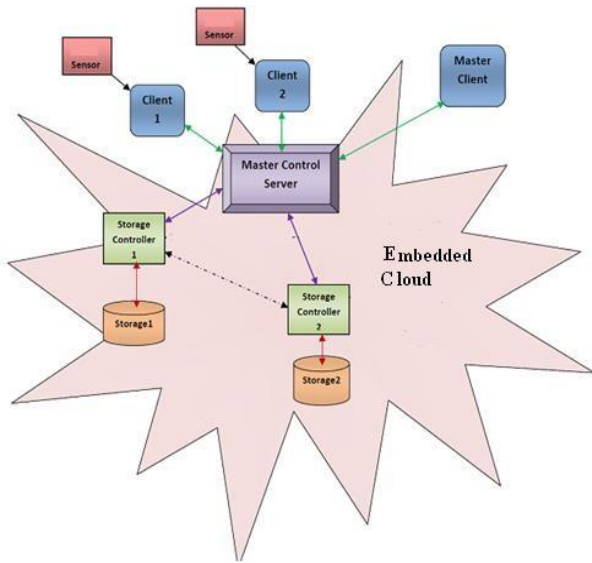 Sensor
Sensor
Client
1
Client
2
Master
Client
Master Control
Server
Storage
Controller
1
Embedded
Cloud
Storage1
Storage
Controller
2
Storage2